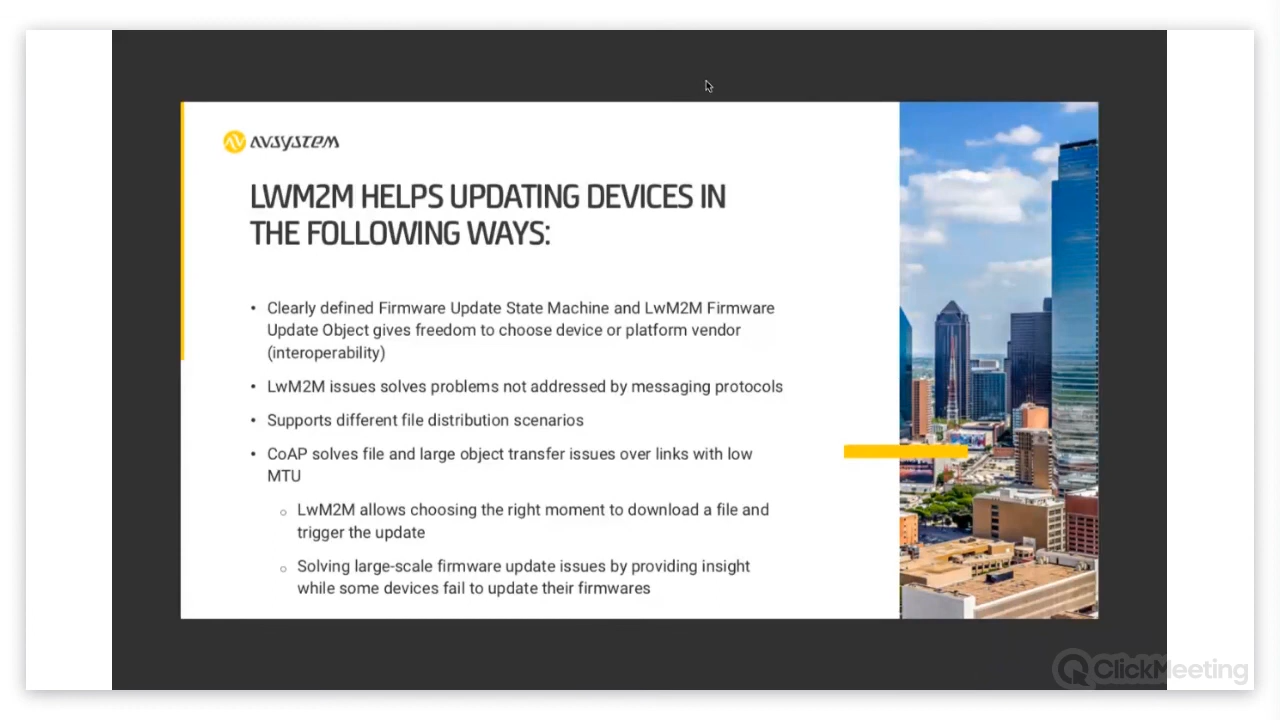 AVSYSTEM
LWM2M HELPS UPDATING DEVICES IN
THE FOLLOWING WAYS:
• Clearly defined Firmware Update State Machine and LwM2M Firmware
Update Object gives freedom to choose device or platform vendor
(interoperability)
• LwM2M issues solves problems not addressed by messaging protocols
• Supports different file distribution scenarios
• CoAP solves file and large object transfer issues over links with low
MTU
○ LwM2M allows choosing the right moment to download a file and
trigger the update
○ Solving large-scale firmware update issues by providing insight
while some devices fail to update their firmwares
ClickMeeting